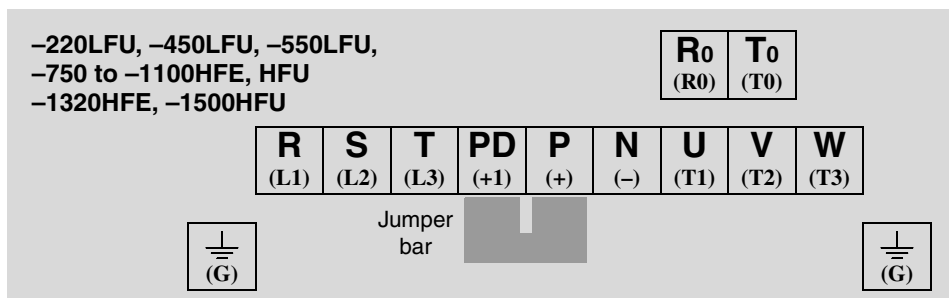 –220LFU, –450LFU, –550LFU,
–750 to –1100HFE, HFU
–1320HFE, –1500HFU
R0 T0
(R0) (T0)
R S T PD P N U V W
(L1) (L2) (L3) (+1) (+) (–) (T1) (T2) (T3)
Jumper
bar
(G) (G)